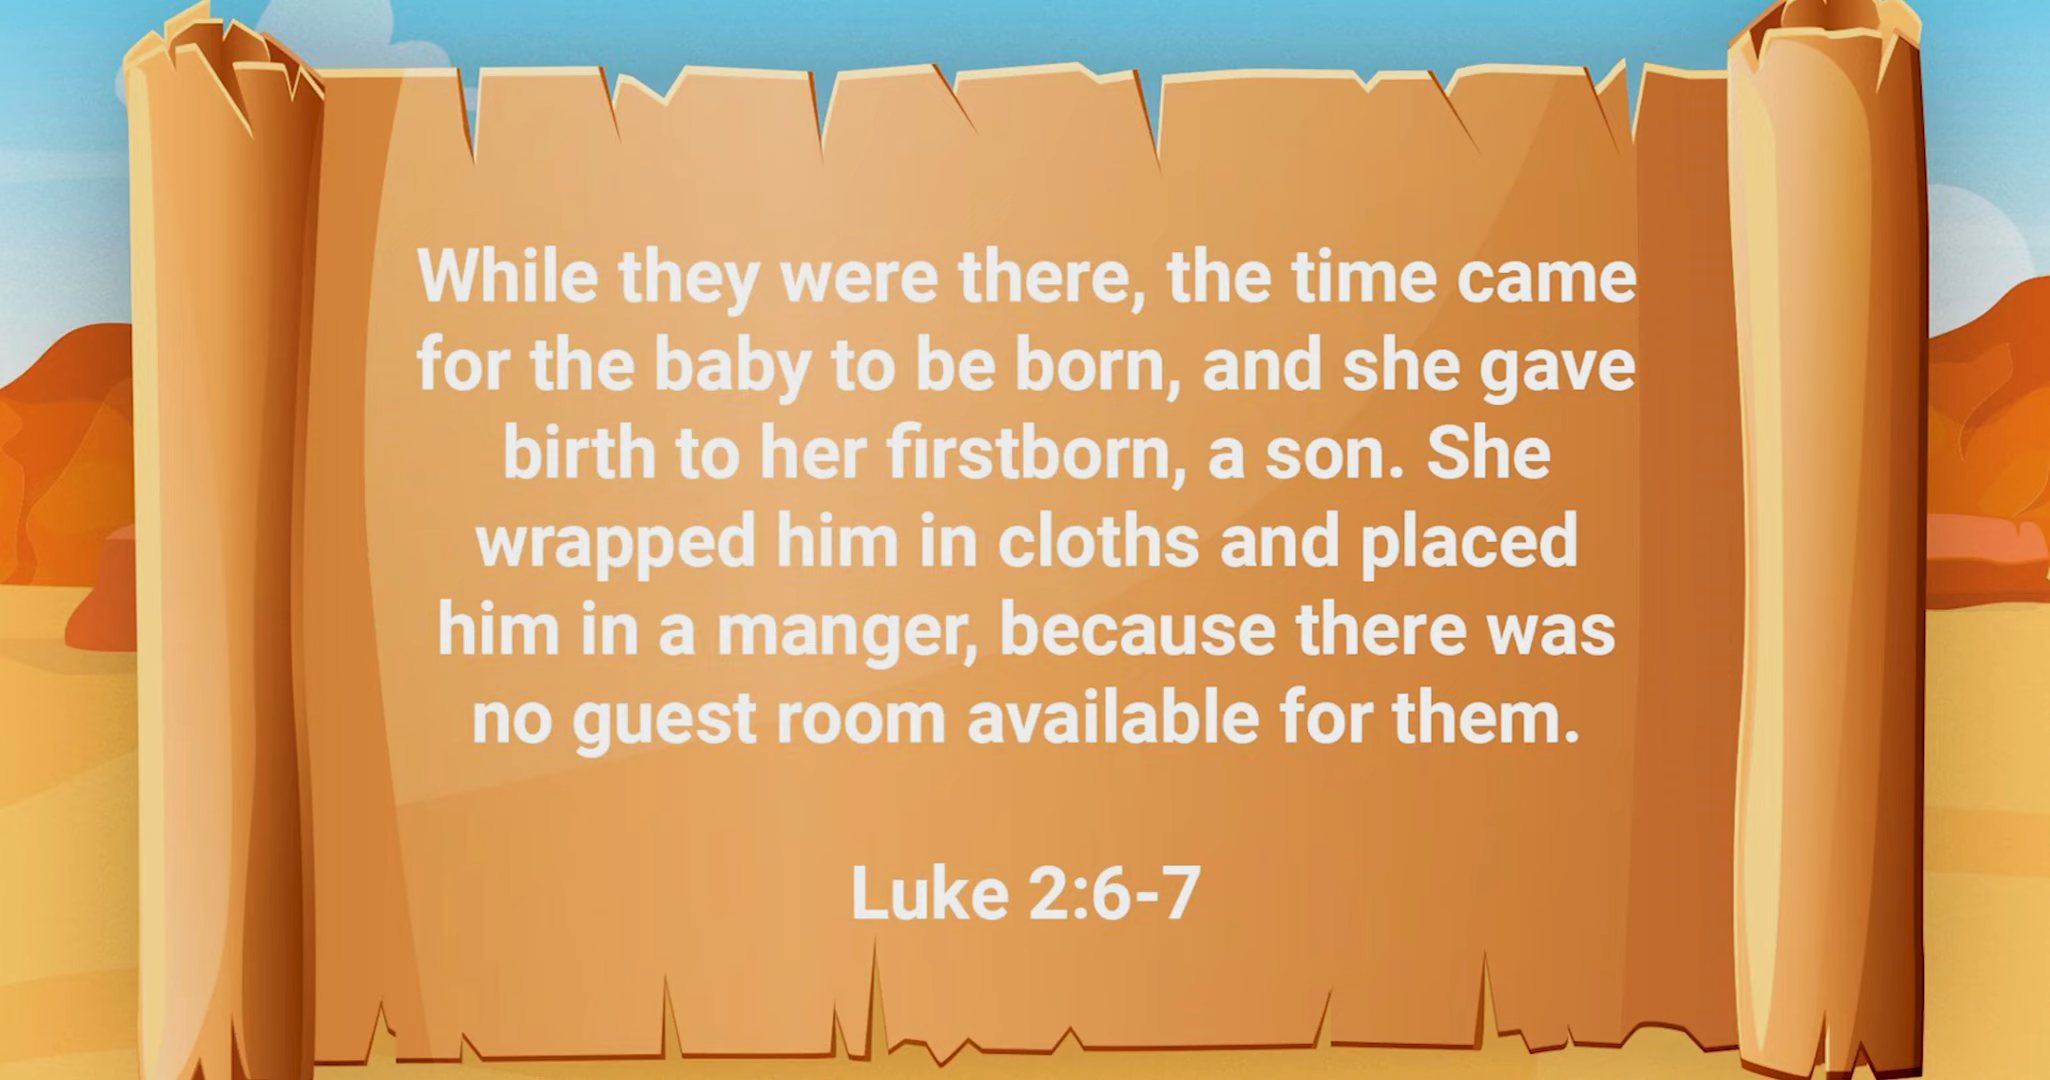 While they were there, the time came
for the baby to be born, and she gave
birth to her firstborn, a son. She
wrapped him in cloths and placed
him in a manger, because there was
no guest room available for them.
Luke 2:6-7